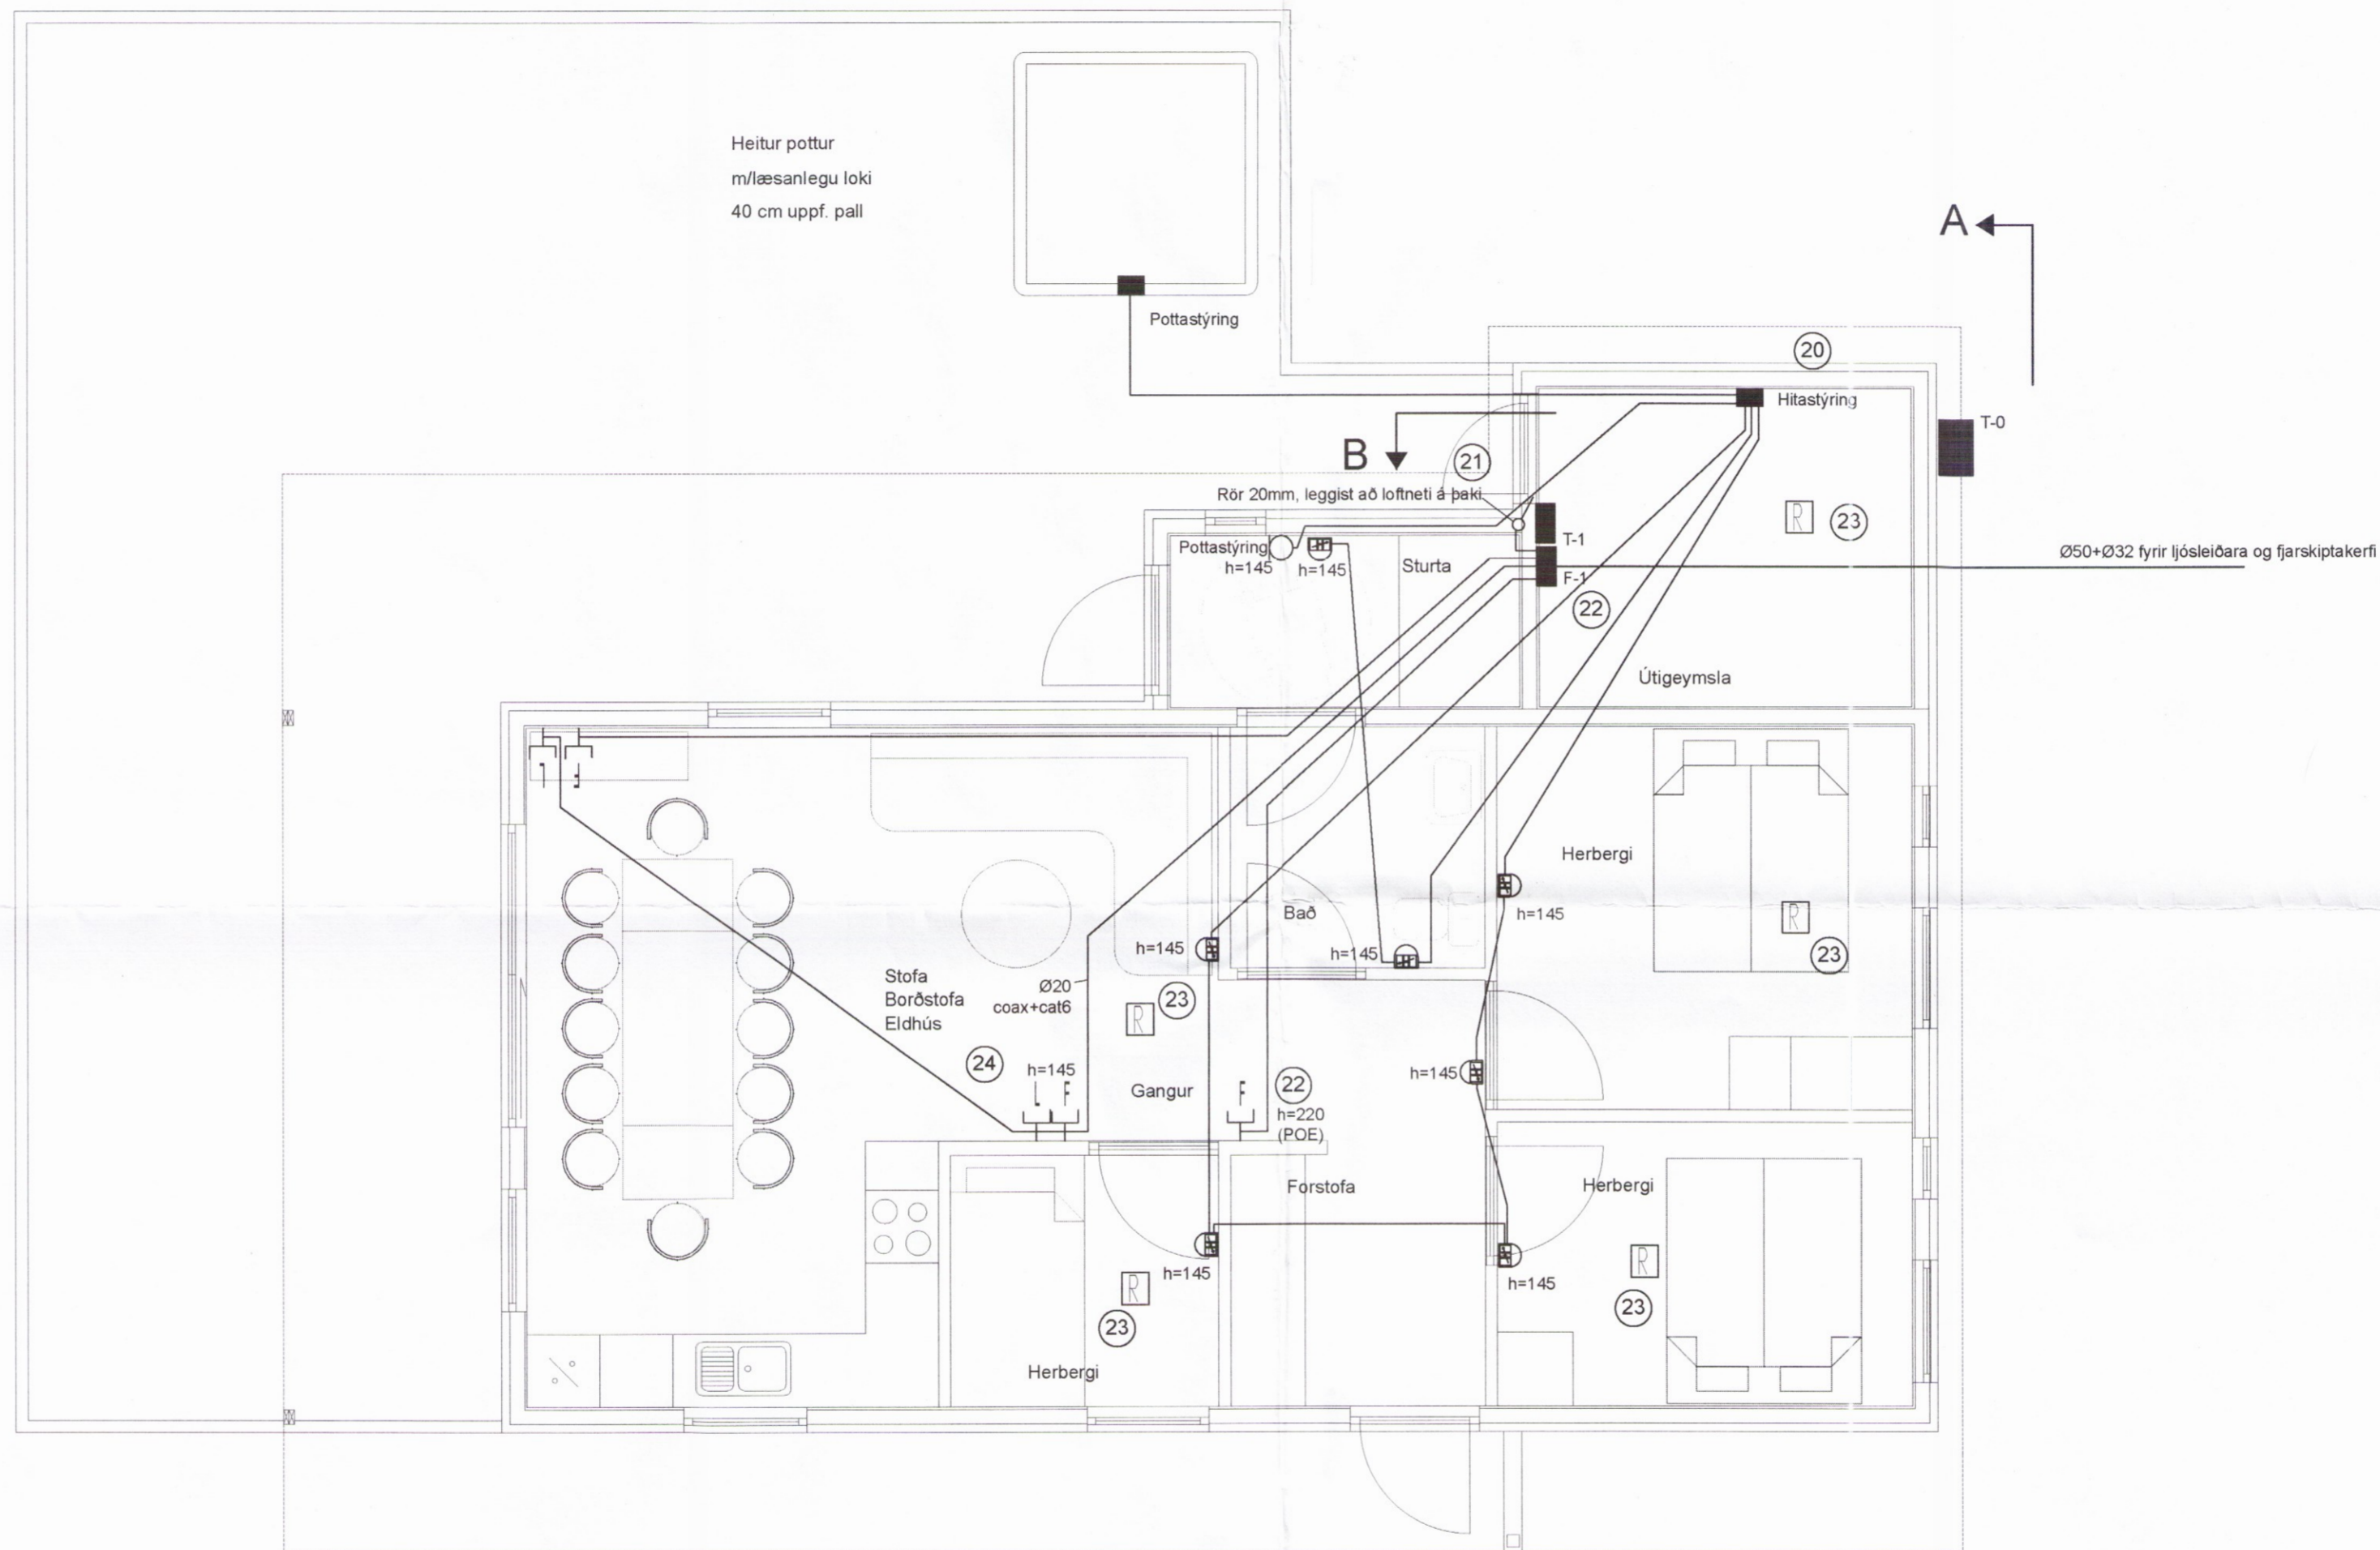 Heitur pottur
m/læsanlegu loki
40 cm uppf. pall
A
Pottastýring
20
Hitastýring
T-0
B
21
Rör 20mm, leggist að loftneti á þaki
R
23
T-1
Pottastýring
h=145
h=145
Sturta
F-1
Ø50+Ø32 fyrir ljósleiðara og fjarskiptakerfi
22
Útigeymsla
L
F
Herbergi
Bað
h=145
R
23
h=145
h=145
Stofa
Borðstofa
Eldhús
Ø20
coax+cat6
23
R
24
h=145
L
F
Gangur
F
22
h=220
(POE)
h=145
Forstofa
Herbergi
h=145
R
23
h=145
R
23
Herbergi